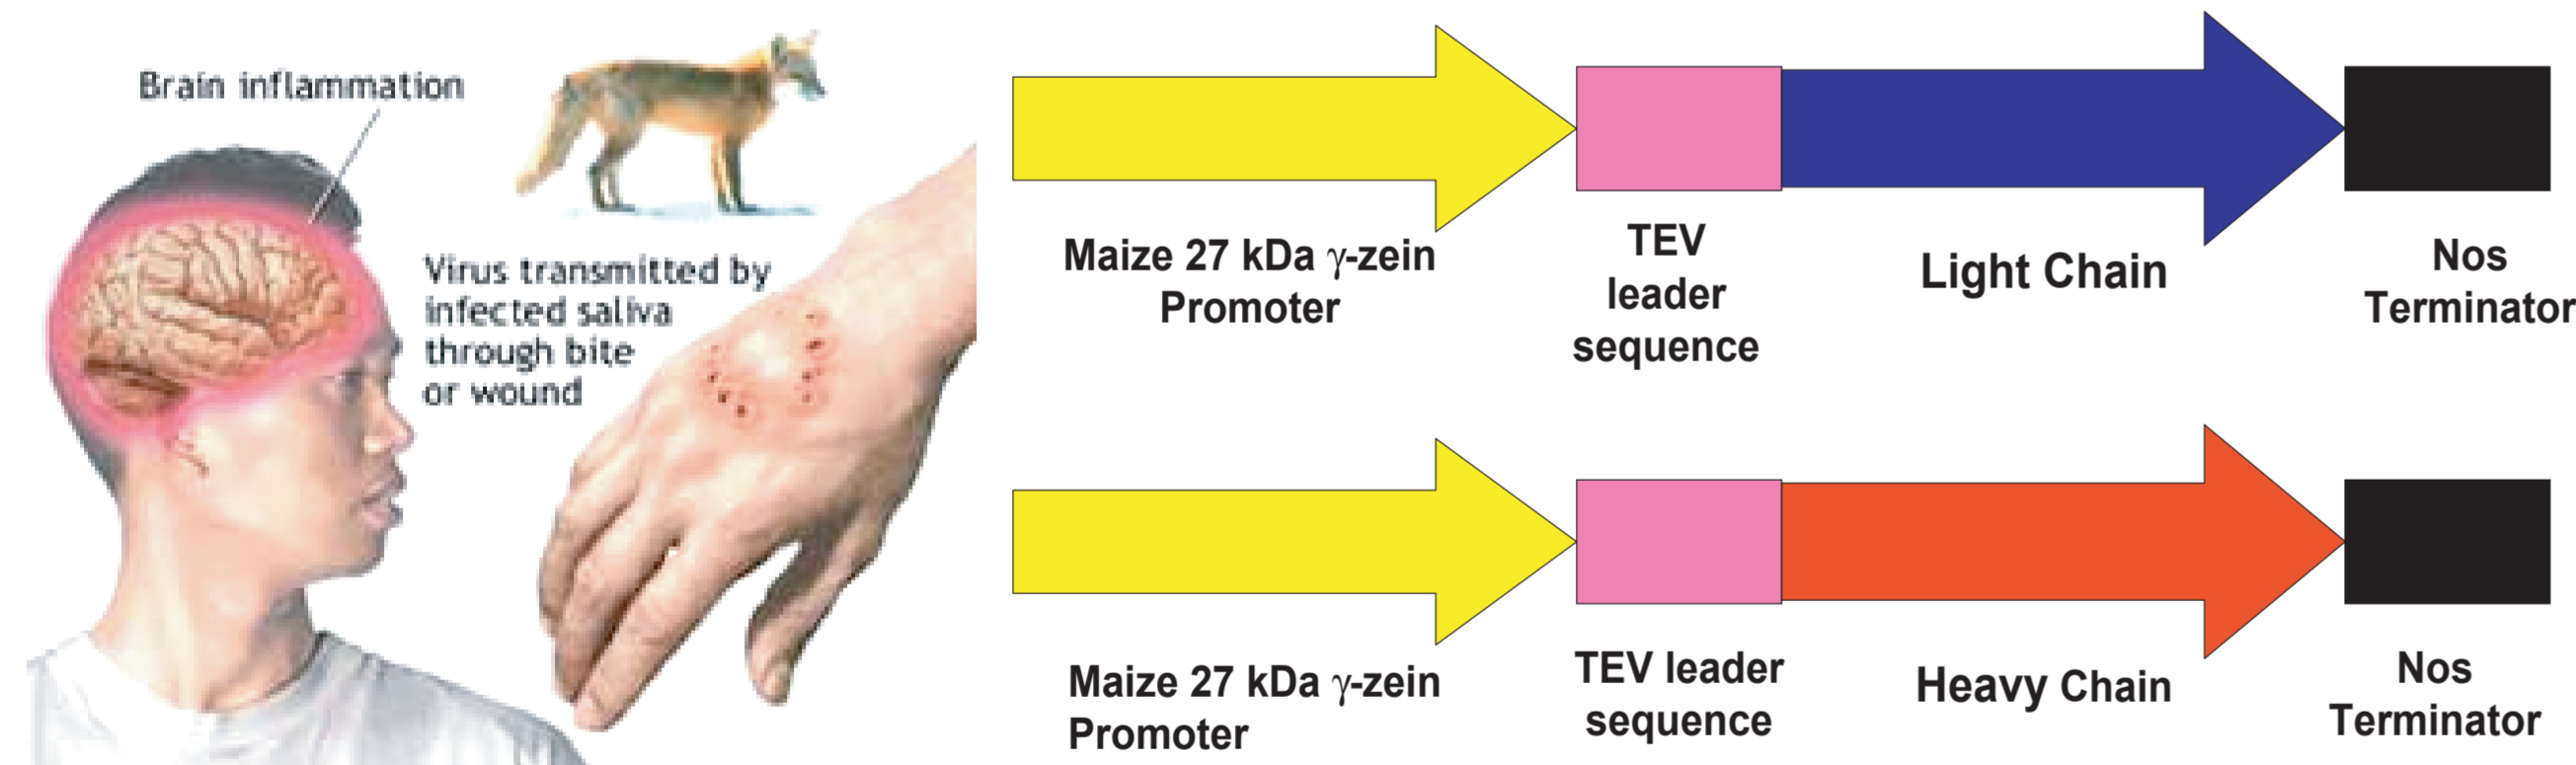 Brain inflammation
Virus transmitted by
infected saliva
through bite
or wound
Maize 27 kDa γ-zein
Promoter
TEV
leader
sequence
Light Chain
Nos
Terminator
Maize 27 kDa γ-zein
Promoter
TEV leader
sequence
Heavy Chain
Nos
Terminator